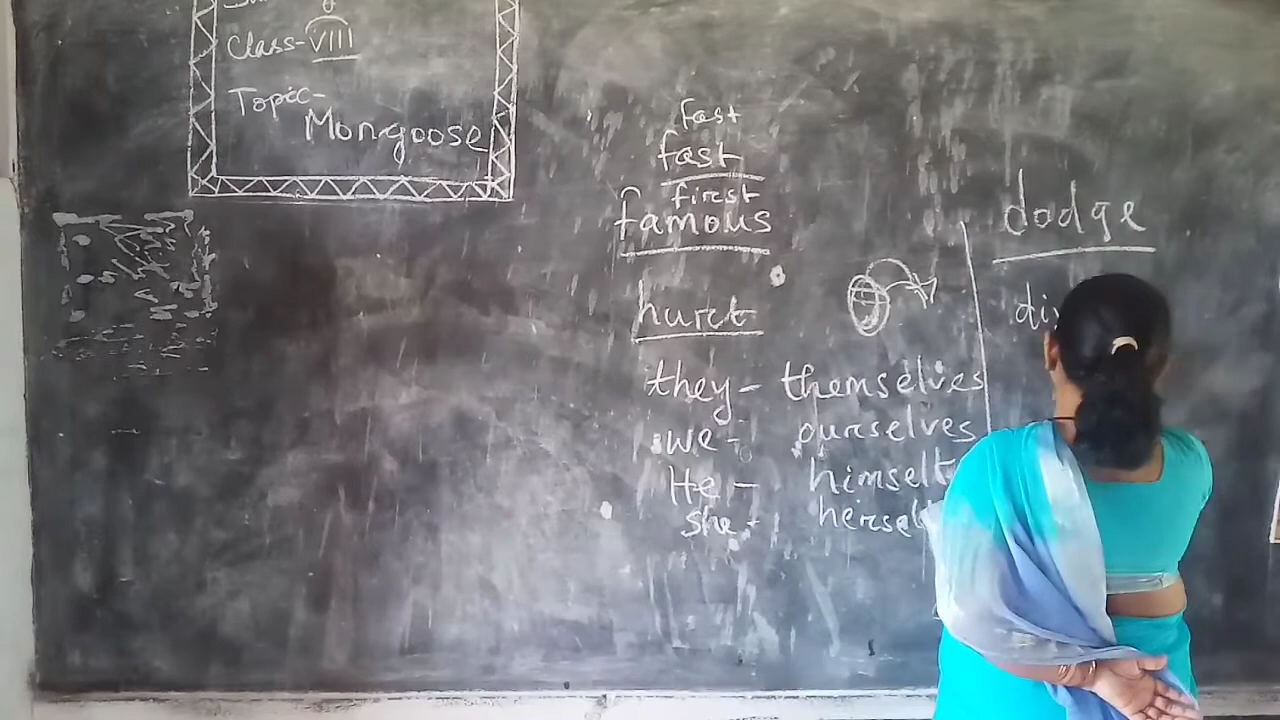 Class-VIII
Topic-
Mongoose
Fast
fast
first
famous
hurt
they - themselves
we - ourselves
He - himself
she - herself
dodge